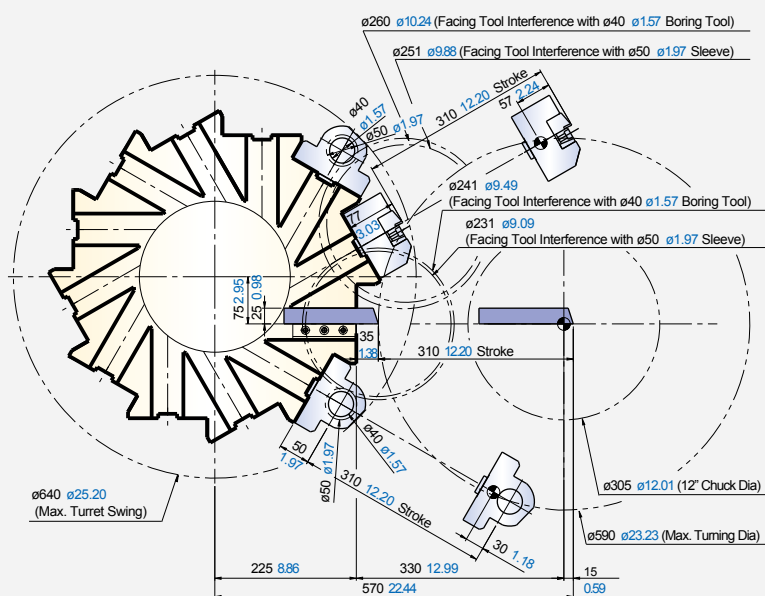 ø260 ø10.24 (Facing Tool Interference with ø40 ø1.57 Boring Tool)
ø251 ø9.88 (Facing Tool Interference with ø50 ø1.97 Sleeve)
310 12.20 Stroke
57 2.24
ø40
ø1.57
ø50 ø1.97
ø241 ø9.49
(Facing Tool Interference with ø40 ø1.57 Boring Tool)
ø231 ø9.09
(Facing Tool Interference with ø50 ø1.97 Sleeve)
77
3.03
75 2.95
25 0.98
35
1.38
310 12.20 Stroke
50
1.97
ø50 ø1.97
ø40 ø1.57
310 12.20 Stroke
30 1.18
ø305 ø12.01 (12" Chuck Dia)
ø590 ø23.23 (Max. Turning Dia)
ø640 ø25.20
(Max. Turret Swing)
225 8.86
330 12.99
15
0.59
570 22.44